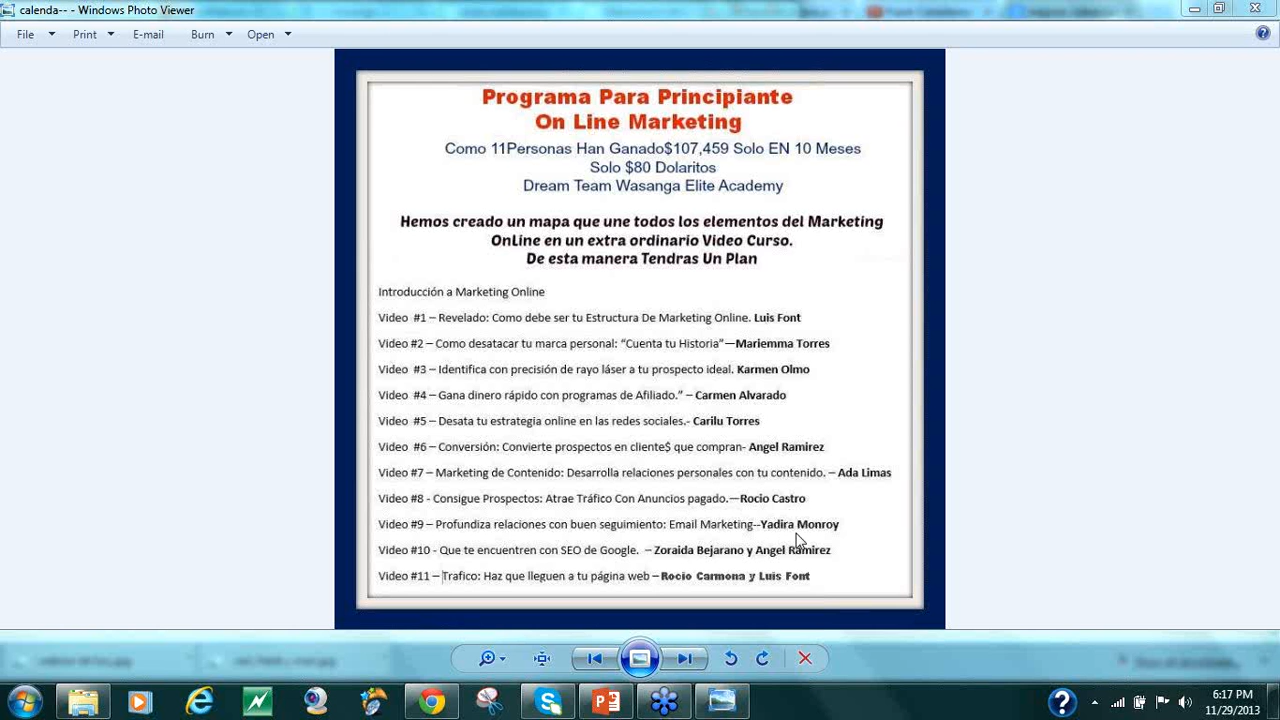 calenda-- - Windows Photo Viewer
File Print E-mail Burn Open
Programa Para Principiante
On Line Marketing
Como 11Personas Han Ganado$107,459 Solo EN 10 Meses
Solo $80 Dolaritos
Dream Team Wasanga Elite Academy
Hemos creado un mapa que une todos los elementos del Marketing
OnLine en un extra ordinario Video Curso.
De esta manera Tendras Un Plan
Introducción a Marketing Online
Video #1 – Revelado: Como debe ser tu Estructura De Marketing Online. Luis Font
Video #2 – Como desatacar tu marca personal: “Cuenta tu Historia”—Mariemma Torres
Video #3 – Identifica con precisión de rayo láser a tu prospecto ideal. Karmen Olmo
Video #4 – Gana dinero rápido con programas de Afiliado.” – Carmen Alvarado
Video #5 – Desata tu estrategia online en las redes sociales.- Carilu Torres
Video #6 – Conversión: Convierte prospectos en cliente$ que compran- Angel Ramirez
Video #7 – Marketing de Contenido: Desarrolla relaciones personales con tu contenido. – Ada Limas
Video #8 - Consigue Prospectos: Atrae Tráfico Con Anuncios pagado.—Rocio Castro
Video #9 – Profundiza relaciones con buen seguimiento: Email Marketing--Yadira Monroy
Video #10 - Que te encuentren con SEO de Google. – Zoraida Bejarano y Angel Ramirez
Video #11 – Trafico: Haz que lleguen a tu página web – Rocio Carmona y Luis Font
6:17 PM
11/29/2013